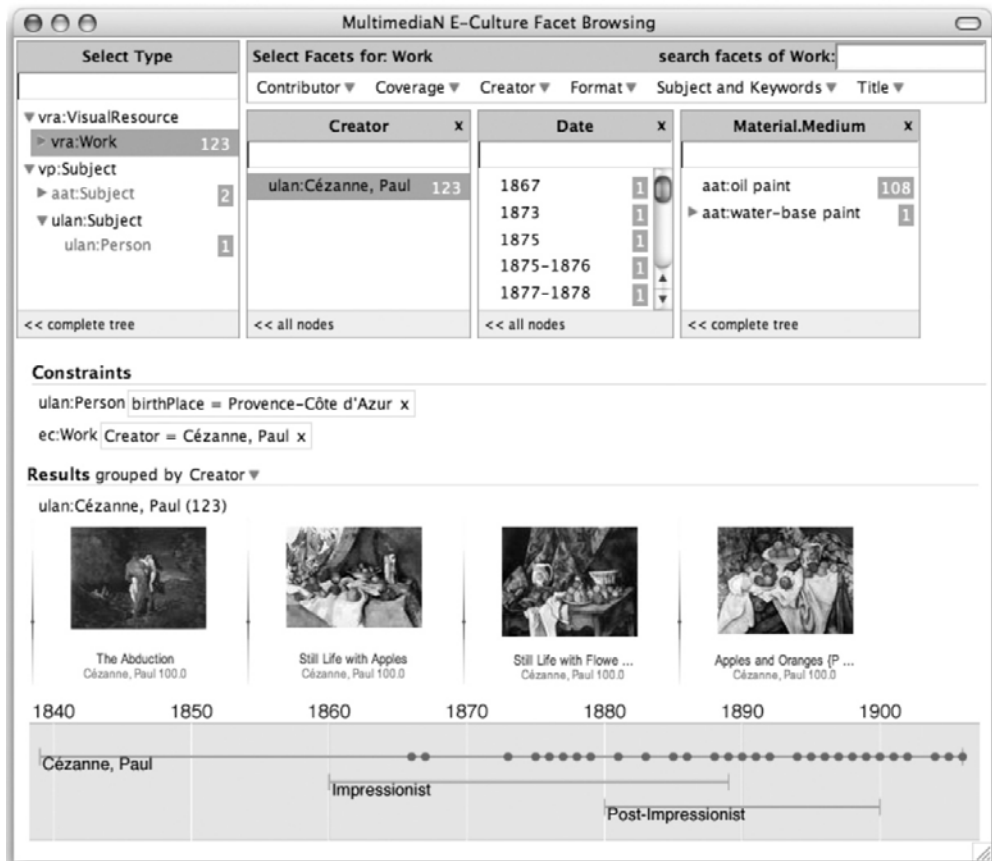 MultimediaN E-Culture Facet Browsing
Select Type
Select Facets for: Work
search facets of Work:
Contributor ▼ Coverage ▼ Creator ▼ Format ▼ Subject and Keywords ▼ Title ▼
▼ vra:VisualResource
▶ vra:Work 123
▼ vp:Subject
▶ aat:Subject 2
▼ ulan:Subject
ulan:Person 1
<< complete tree
Creator x
ulan:Cézanne, Paul 123
<< all nodes
Date x
1867 1
1873 1
1875 1
1875-1876 1
1877-1878 1
<< all nodes
Material.Medium x
aat:oil paint 108
▶ aat:water-base paint 1
<< complete tree
Constraints
ulan:Person birthPlace = Provence-Côte d'Azur x
ec:Work Creator = Cézanne, Paul x
Results grouped by Creator ▼
ulan:Cézanne, Paul (123)
The Abduction
Cézanne, Paul 100.0
Still Life with Apples
Cézanne, Paul 100.0
Still Life with Flowe ...
Cézanne, Paul 100.0
Apples and Oranges {P ...
Cézanne, Paul 100.0
1840 1850 1860 1870 1880 1890 1900
Cézanne, Paul
Impressionist
Post-Impressionist